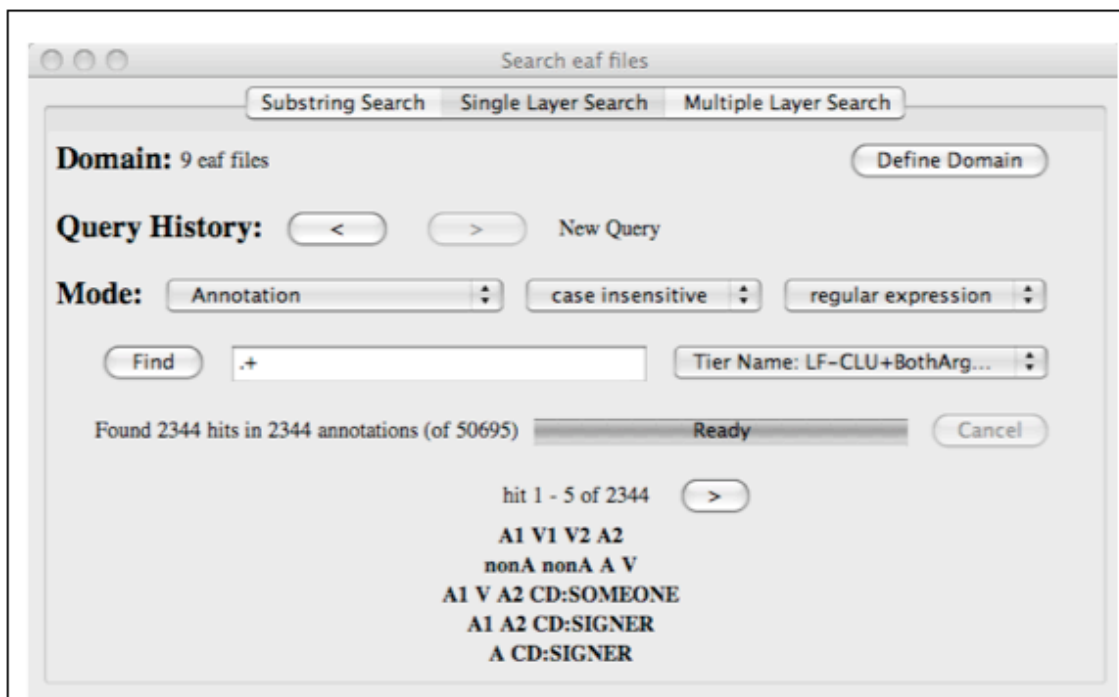 Search eaf files
Substring Search Single Layer Search Multiple Layer Search
Domain: 9 eaf files Define Domain
Query History: < > New Query
Mode: Annotation case insensitive regular expression
Find .+ Tier Name: LF-CLU+BothArg...
Found 2344 hits in 2344 annotations (of 50695) Ready Cancel
hit 1 - 5 of 2344 >
A1 V1 V2 A2
nonA nonA A V
A1 V A2 CD:SOMEONE
A1 A2 CD:SIGNER
A CD:SIGNER